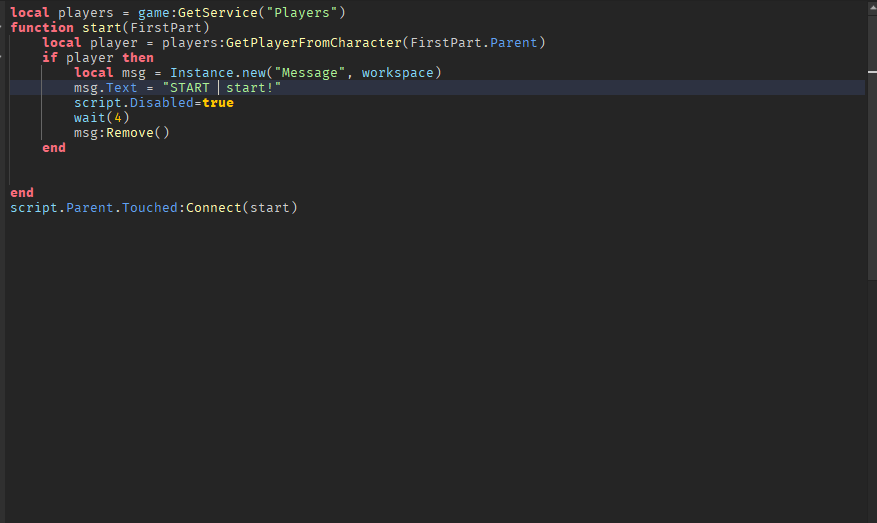 local players = game:GetService("Players")
function start(FirstPart)
    local player = players:GetPlayerFromCharacter(FirstPart.Parent)
    if player then
        local msg = Instance.new("Message", workspace)
        msg.Text = "START | start!"
        script.Disabled=true
        wait(4)
        msg:Remove()
    end
end
script.Parent.Touched:Connect(start)